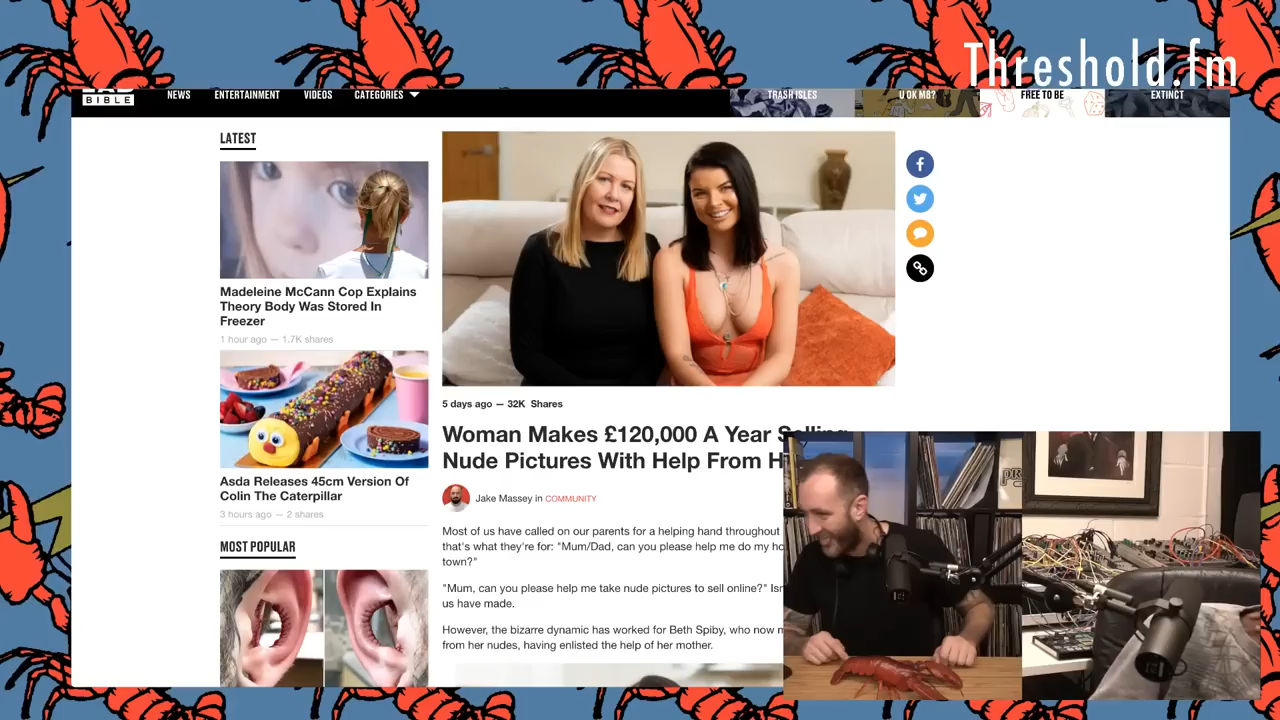 Threshold.fm
BIBLE
NEWS
ENTERTAINMENT
VIDEOS
CATEGORIES
TRASH ISLES
U OK M8?
FREE TO BE
EXTINCT
LATEST
Madeleine McCann Cop Explains
Theory Body Was Stored In
Freezer
1 hour ago — 1.7K shares
Asda Releases 45cm Version Of
Colin The Caterpillar
3 hours ago — 2 shares
MOST POPULAR
5 days ago — 32K Shares
Woman Makes £120,000 A Year Selling
Nude Pictures With Help From
Jake Massey in COMMUNITY
Most of us have called on our parents for a helping hand throughout
that's what they're for: "Mum/Dad, can you please help me do my
town?"
"Mum, can you please help me take nude pictures to sell online?"
us have made.
However, the bizarre dynamic has worked for Beth Spiby, who now
from her nudes, having enlisted the help of her mother.